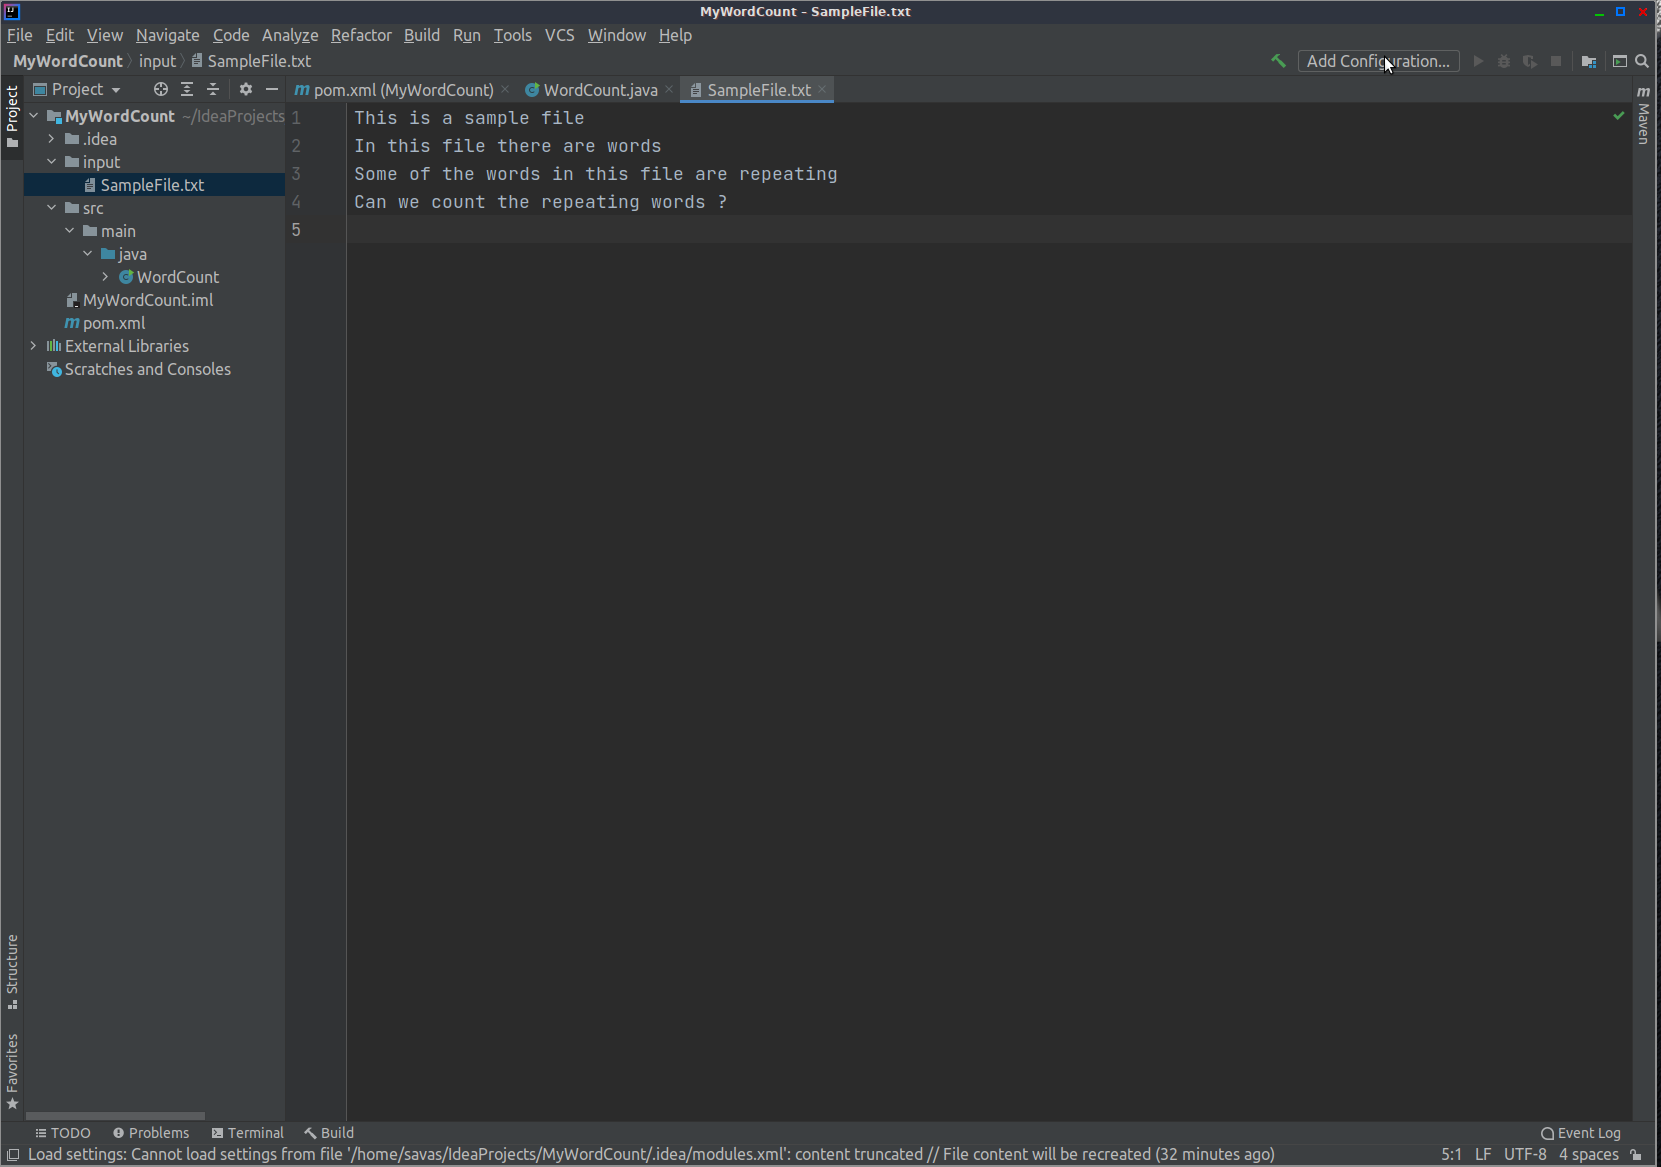 MyWordCount – SampleFile.txt
File Edit View Navigate Code Analyze Refactor Build Run Tools VCS Window Help
MyWordCount input SampleFile.txt
Add Configuration...
Project
pom.xml (MyWordCount) WordCount.java SampleFile.txt
Project
MyWordCount ~/IdeaProjects
.idea
input
SampleFile.txt
src
main
java
WordCount
MyWordCount.iml
pom.xml
External Libraries
Scratches and Consoles
1 This is a sample file
2 In this file there are words
3 Some of the words in this file are repeating
4 Can we count the repeating words ?
5
Maven
Structure
Favorites
TODO Problems Terminal Build Event Log
Load settings: Cannot load settings from file '/home/savas/IdeaProjects/MyWordCount/.idea/modules.xml': content truncated // File content will be recreated (32 minutes ago) 5:1 LF UTF-8 4 spaces